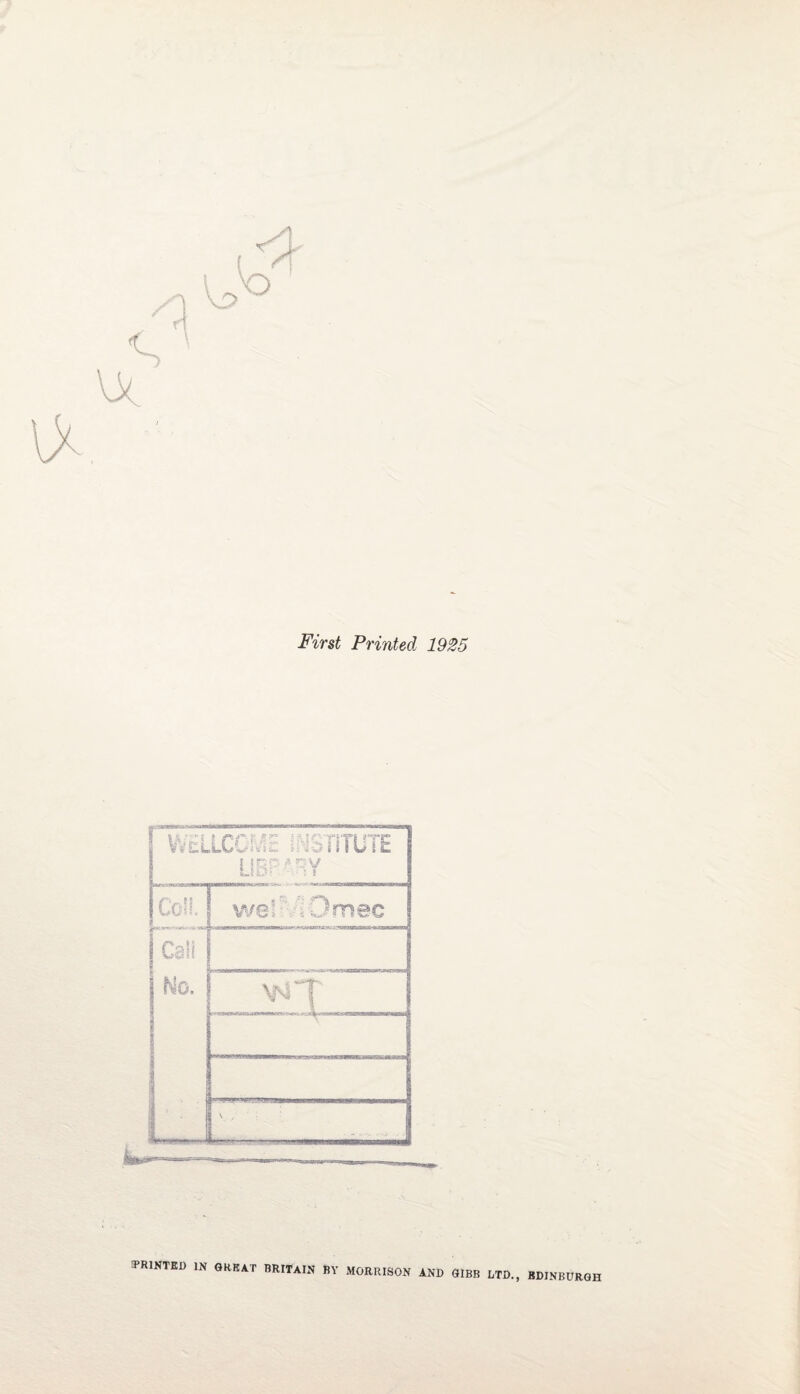 First Printed 1925
WELLCOME INSTITUTE
LIBRARY
Coll. welMOmec
Call
No. WT
PRINTED IN GREAT BRITAIN BY MORRISON AND GIBB LTD., EDINBURGH